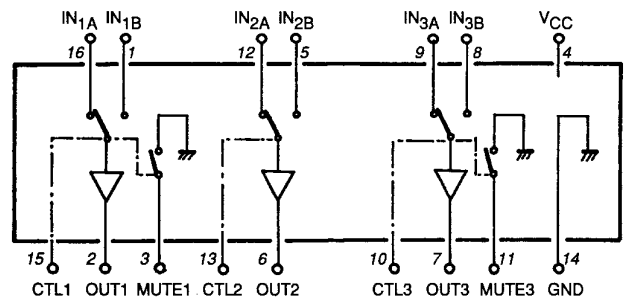 IN1A IN1B IN2A IN2B IN3A IN3B VCC
16 1 12 5 9 8 4
15 2 3 13 6 10 7 11 14
CTL1 OUT1 MUTE1 CTL2 OUT2 CTL3 OUT3 MUTE3 GND